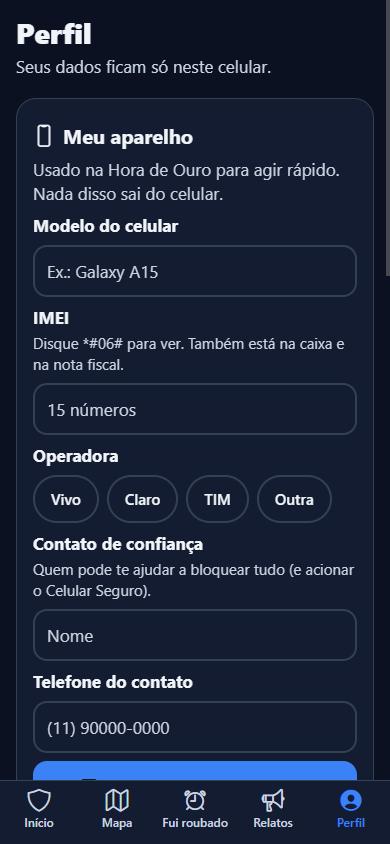 Perfil
Seus dados ficam só neste celular.
Meu aparelho
Usado na Hora de Ouro para agir rápido.
Nada disso sai do celular.
Modelo do celular
Ex.: Galaxy A15
IMEI
Disque *#06# para ver. Também está na caixa e
na nota fiscal.
15 números
Operadora
Vivo Claro TIM Outra
Contato de confiança
Quem pode te ajudar a bloquear tudo (e acionar
o Celular Seguro).
Nome
Telefone do contato
(11) 90000-0000
Início Mapa Fui roubado Relatos Perfil